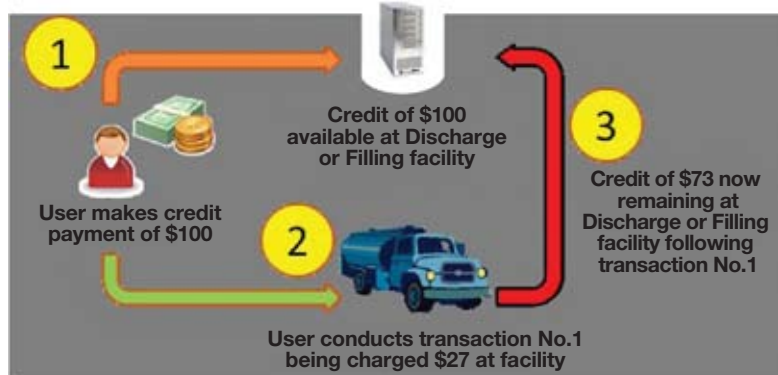 1
User makes credit
payment of $100
Credit of $100
available at Discharge
or Filling facility
2
User conducts transaction No.1
being charged $27 at facility
3
Credit of $73 now
remaining at
Discharge or Filling
facility following
transaction No.1